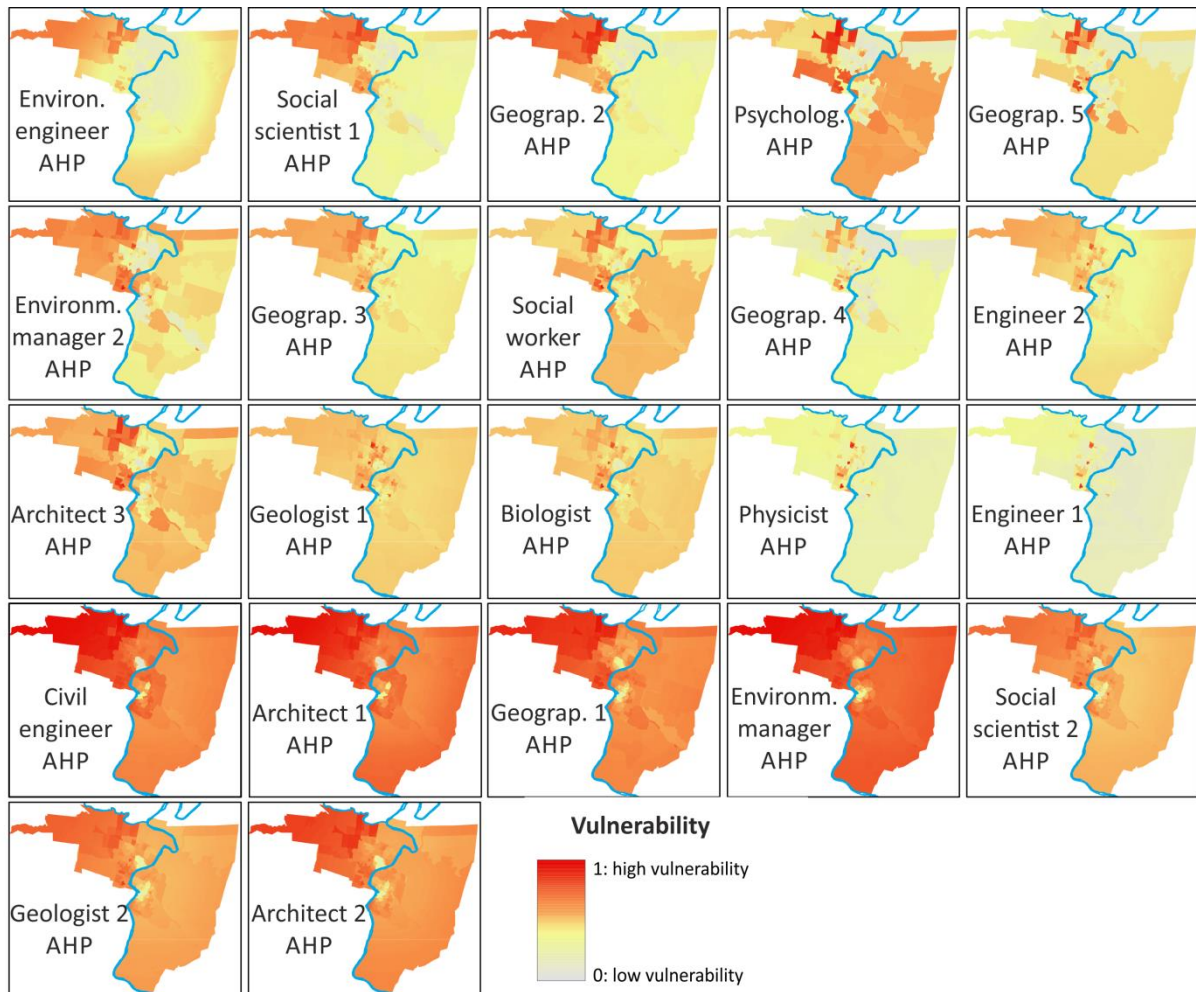 Environ.
engineer
AHP
Social
scientist 1
AHP
Geograp. 2
AHP
Psycholog.
AHP
Geograp. 5
AHP
Environm.
manager 2
AHP
Geograp. 3
AHP
Social
worker
AHP
Geograp. 4
AHP
Engineer 2
AHP
Architect 3
AHP
Geologist 1
AHP
Biologist
AHP
Physicist
AHP
Engineer 1
AHP
Civil
engineer
AHP
Architect 1
AHP
Geograp. 1
AHP
Environm.
manager
AHP
Social
scientist 2
AHP
Geologist 2
AHP
Architect 2
AHP
Vulnerability
1: high vulnerability
0: low vulnerability